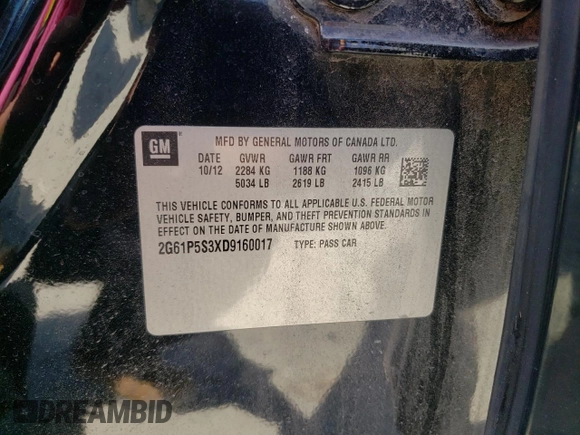 GM
MFD BY GENERAL MOTORS OF CANADA LTD.
DATE GVWR GAWR FRT GAWR RR
10/12 2284 KG 1188 KG 1096 KG
5034 LB 2619 LB 2415 LB
THIS VEHICLE CONFORMS TO ALL APPLICABLE U.S. FEDERAL MOTOR
VEHICLE SAFETY, BUMPER, AND THEFT PREVENTION STANDARDS IN
EFFECT ON THE DATE OF MANUFACTURE SHOWN ABOVE.
2G61P5S3XD9160017 TYPE: PASS CAR
DREAMBID